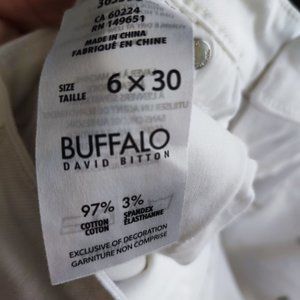 CA 60224
RN 149651
MADE IN CHINA
FABRIQUÉ EN CHINE
SIZE
TAILLE
6 × 30
BUFFALO
DAVID BITTON
97% 3%
COTTON SPANDEX
COTON ÉLASTHANNE
EXCLUSIVE OF DECORATION
GARNITURE NON COMPRISE